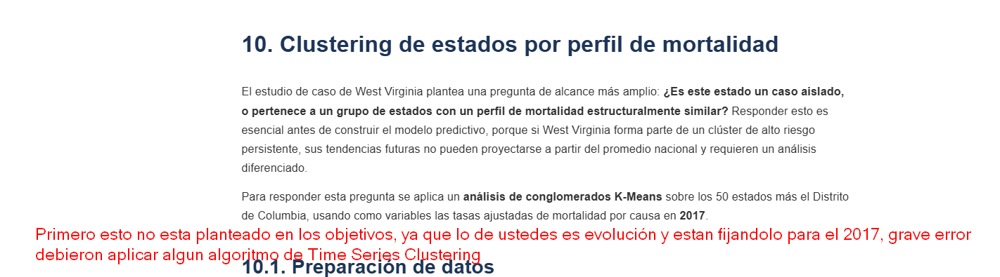 10. Clustering de estados por perfil de mortalidad
El estudio de caso de West Virginia plantea una pregunta de alcance más amplio: ¿Es este estado un caso aislado,
o pertenece a un grupo de estados con un perfil de mortalidad estructuralmente similar? Responder esto es
esencial antes de construir el modelo predictivo, porque si West Virginia forma parte de un clúster de alto riesgo
persistente, sus tendencias futuras no pueden proyectarse a partir del promedio nacional y requieren un análisis
diferenciado.
Para responder esta pregunta se aplica un análisis de conglomerados K-Means sobre los 50 estados más el Distrito
de Columbia, usando como variables las tasas ajustadas de mortalidad por causa en 2017.
Primero esto no esta planteado en los objetivos, ya que lo de ustedes es evolución y estan fijandolo para el 2017, grave error
debieron aplicar algun algoritmo de Time Series Clustering
10.1. Preparación de datos